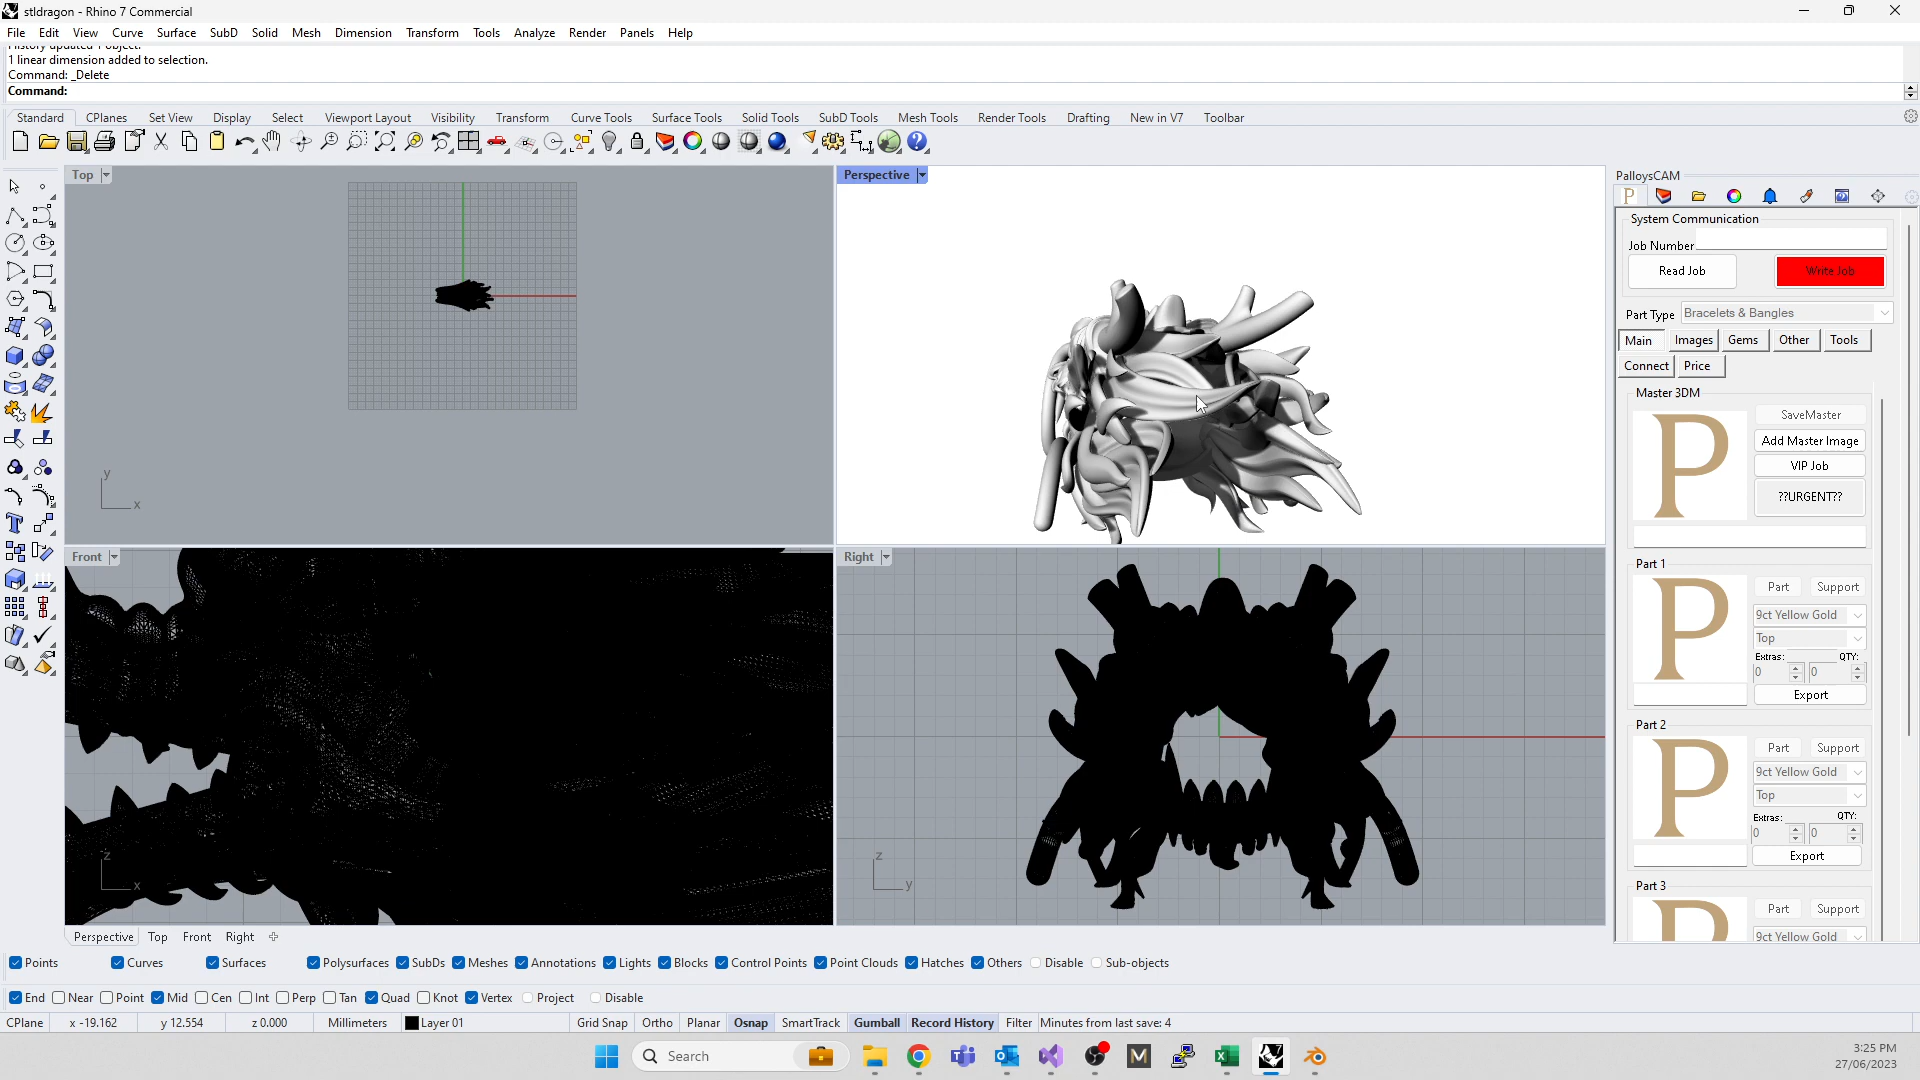 stldragon - Rhino 7 Commercial
File Edit View Curve Surface SubD Solid Mesh Dimension Transform Tools Analyze Render Panels Help
History updated 1 object.
1 linear dimension added to selection.
Command: _Delete
Command:
Standard CPlanes Set View Display Select Viewport Layout Visibility Transform Curve Tools Surface Tools Solid Tools SubD Tools Mesh Tools Render Tools Drafting New in V7 Toolbar
Top
Perspective
y
x
Front
Right
z
x
z
y
PalloysCAM
P
System Communication
Job Number
Read Job Write Job
Part Type Bracelets & Bangles
Main Images Gems Other Tools
Connect Price
Master 3DM
P
SaveMaster
Add Master Image
VIP Job
??URGENT??
Part 1
P
Part Support
9ct Yellow Gold
Top
Extras: QTY:
0 0
Export
Part 2
P
Part Support
9ct Yellow Gold
Top
Extras: QTY:
0 0
Export
Part 3
Part Support
9ct Yellow Gold
Perspective Top Front Right
Points Curves Surfaces Polysurfaces SubDs Meshes Annotations Lights Blocks Control Points Point Clouds Hatches Others Disable Sub-objects
End Near Point Mid Cen Int Perp Tan Quad Knot Vertex Project Disable
CPlane x -19.162 y 12.554 z 0.000 Millimeters Layer 01 Grid Snap Ortho Planar Osnap SmartTrack Gumball Record History Filter Minutes from last save: 4
Search
M
3:25 PM
27/06/2023